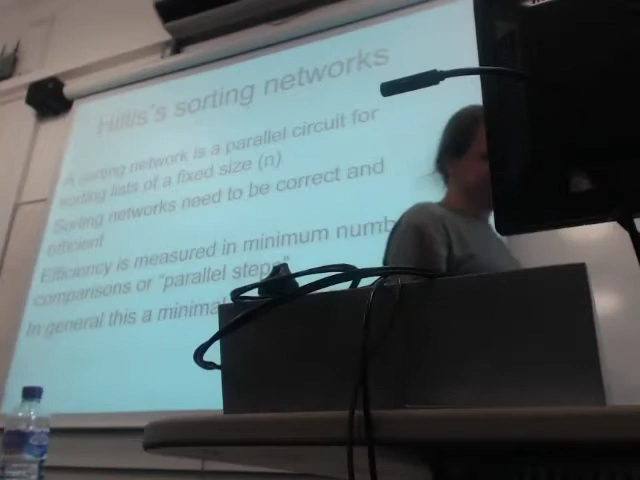 Hillis´s sorting networks
A sorting network is a parallel circuit for
sorting lists of a fixed size (n)
Sorting networks need to be correct and
efficient
Efficiency is measured in minimum numb
comparisons or "parallel steps"
In general this a minimal